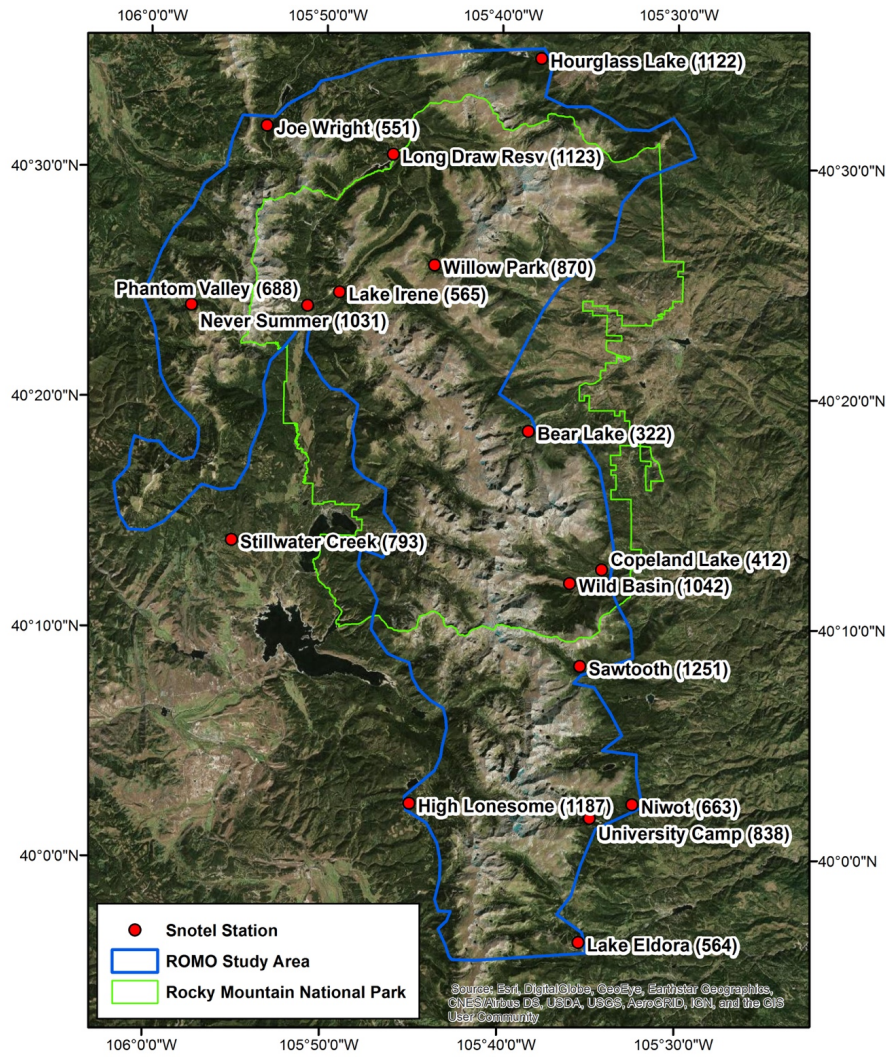 106°0'0"W
105°50'0"W
105°40'0"W
105°30'0"W
Hourglass Lake (1122)
Joe Wright (551)
Long Draw Resv (1123)
40°30'0"N
40°30'0"N
Willow Park (870)
Phantom Valley (688)
Lake Irene (565)
Never Summer (1031)
40°20'0"N
40°20'0"N
Bear Lake (322)
Stillwater Creek (793)
Copeland Lake (412)
Wild Basin (1042)
40°10'0"N
40°10'0"N
Sawtooth (1251)
High Lonesome (1187)
Niwot (663)
University Camp (838)
40°0'0"N
40°0'0"N
Snotel Station
Lake Eldora (564)
ROMO Study Area
Rocky Mountain National Park
Source: Esri, DigitalGlobe, GeoEye, Earthstar Geographics,
CNES/Airbus DS, USDA, USGS, AeroGRID, IGN, and the GIS
User Community
106°0'0"W
105°50'0"W
105°40'0"W
105°30'0"W